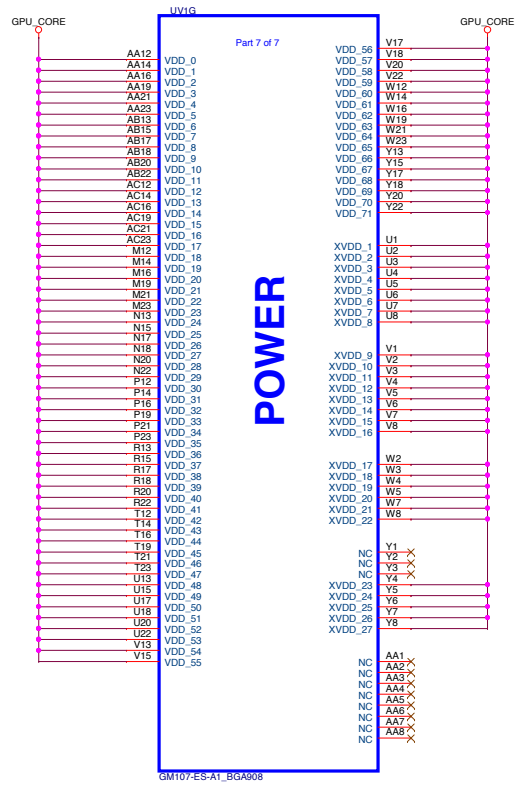 UV1G
GPU_CORE
GPU_CORE
Part 7 of 7
AA12 VDD_0
AA14 VDD_1
AA16 VDD_2
AA19 VDD_3
AA21 VDD_4
AA23 VDD_5
AB13 VDD_6
AB15 VDD_7
AB17 VDD_8
AB18 VDD_9
AB20 VDD_10
AB22 VDD_11
AC12 VDD_12
AC14 VDD_13
AC16 VDD_14
AC19 VDD_15
AC21 VDD_16
AC23 VDD_17
M12 VDD_18
M14 VDD_19
M16 VDD_20
M19 VDD_21
M21 VDD_22
M23 VDD_23
N13 VDD_24
N15 VDD_25
N17 VDD_26
N18 VDD_27
N20 VDD_28
N22 VDD_29
P12 VDD_30
P14 VDD_31
P16 VDD_32
P19 VDD_33
P21 VDD_34
P23 VDD_35
R13 VDD_36
R15 VDD_37
R17 VDD_38
R18 VDD_39
R20 VDD_40
R22 VDD_41
T12 VDD_42
T14 VDD_43
T16 VDD_44
T19 VDD_45
T21 VDD_46
T23 VDD_47
U13 VDD_48
U15 VDD_49
U17 VDD_50
U18 VDD_51
U20 VDD_52
U22 VDD_53
V13 VDD_54
V15 VDD_55
POWER
VDD_56 V17
VDD_57 V18
VDD_58 V20
VDD_59 V22
VDD_60 W12
VDD_61 W14
VDD_62 W16
VDD_63 W19
VDD_64 W21
VDD_65 W23
VDD_66 Y13
VDD_67 Y15
VDD_68 Y17
VDD_69 Y18
VDD_70 Y20
VDD_71 Y22
XVDD_1 U1
XVDD_2 U2
XVDD_3 U3
XVDD_4 U4
XVDD_5 U5
XVDD_6 U6
XVDD_7 U7
XVDD_8 U8
XVDD_9 V1
XVDD_10 V2
XVDD_11 V3
XVDD_12 V4
XVDD_13 V5
XVDD_14 V6
XVDD_15 V7
XVDD_16 V8
XVDD_17 W2
XVDD_18 W3
XVDD_19 W4
XVDD_20 W5
XVDD_21 W7
XVDD_22 W8
NC Y1
NC Y2
NC Y3
XVDD_23 Y4
XVDD_24 Y5
XVDD_25 Y6
XVDD_26 Y7
XVDD_27 Y8
NC AA1
NC AA2
NC AA3
NC AA4
NC AA5
NC AA6
NC AA7
NC AA8
GM107-ES-A1_BGA908